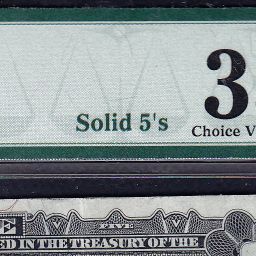 3
Solid 5's
Choice V
E
FIVE
ED IN THE TREASURY OF THE